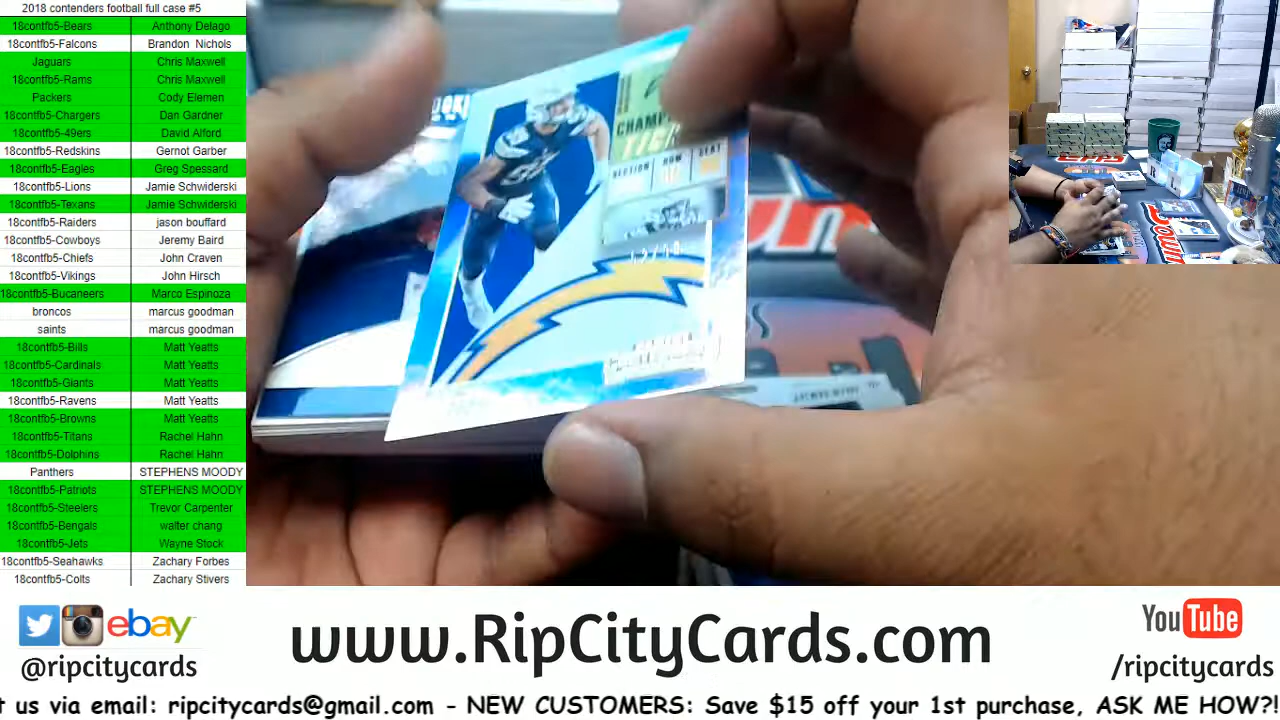 2018 contenders football full case #5
18contfb5-Bears Anthony Delago
18contfb5-Falcons Brandon Nichols
Jaguars Chris Maxwell
18contfb5-Rams Chris Maxwell
Packers Cody Elemen
18contfb5-Chargers Dan Gardner
18contfb5-49ers David Alford
18contfb5-Redskins Gernot Garber
18contfb5-Eagles Greg Spessard
18contfb5-Lions Jamie Schwiderski
18contfb5-Texans Jamie Schwiderski
18contfb5-Raiders jason bouffard
18contfb5-Cowboys Jeremy Baird
18contfb5-Chiefs John Craven
18contfb5-Vikings John Hirsch
18contfb5-Bucaneers Marco Espinoza
broncos marcus goodman
saints marcus goodman
18contfb5-Bills Matt Yeatts
18contfb5-Cardinals Matt Yeatts
18contfb5-Giants Matt Yeatts
18contfb5-Ravens Matt Yeatts
18contfb5-Browns Matt Yeatts
18contfb5-Titans Rachel Hahn
18contfb5-Dolphins Rachel Hahn
Panthers STEPHENS MOODY
18contfb5-Patriots STEPHENS MOODY
18contfb5-Steelers Trevor Carpenter
18contfb5-Bengals walter chang
18contfb5-Jets Wayne Stock
18contfb5-Seahawks Zachary Forbes
18contfb5-Colts Zachary Stivers
SECTION ROW SEAT
ebay
@ripcitycards
www.RipCityCards.com
YouTube
/ripcitycards
t us via email: ripcitycards@gmail.com - NEW CUSTOMERS: Save $15 off your 1st purchase, ASK ME HOW?!